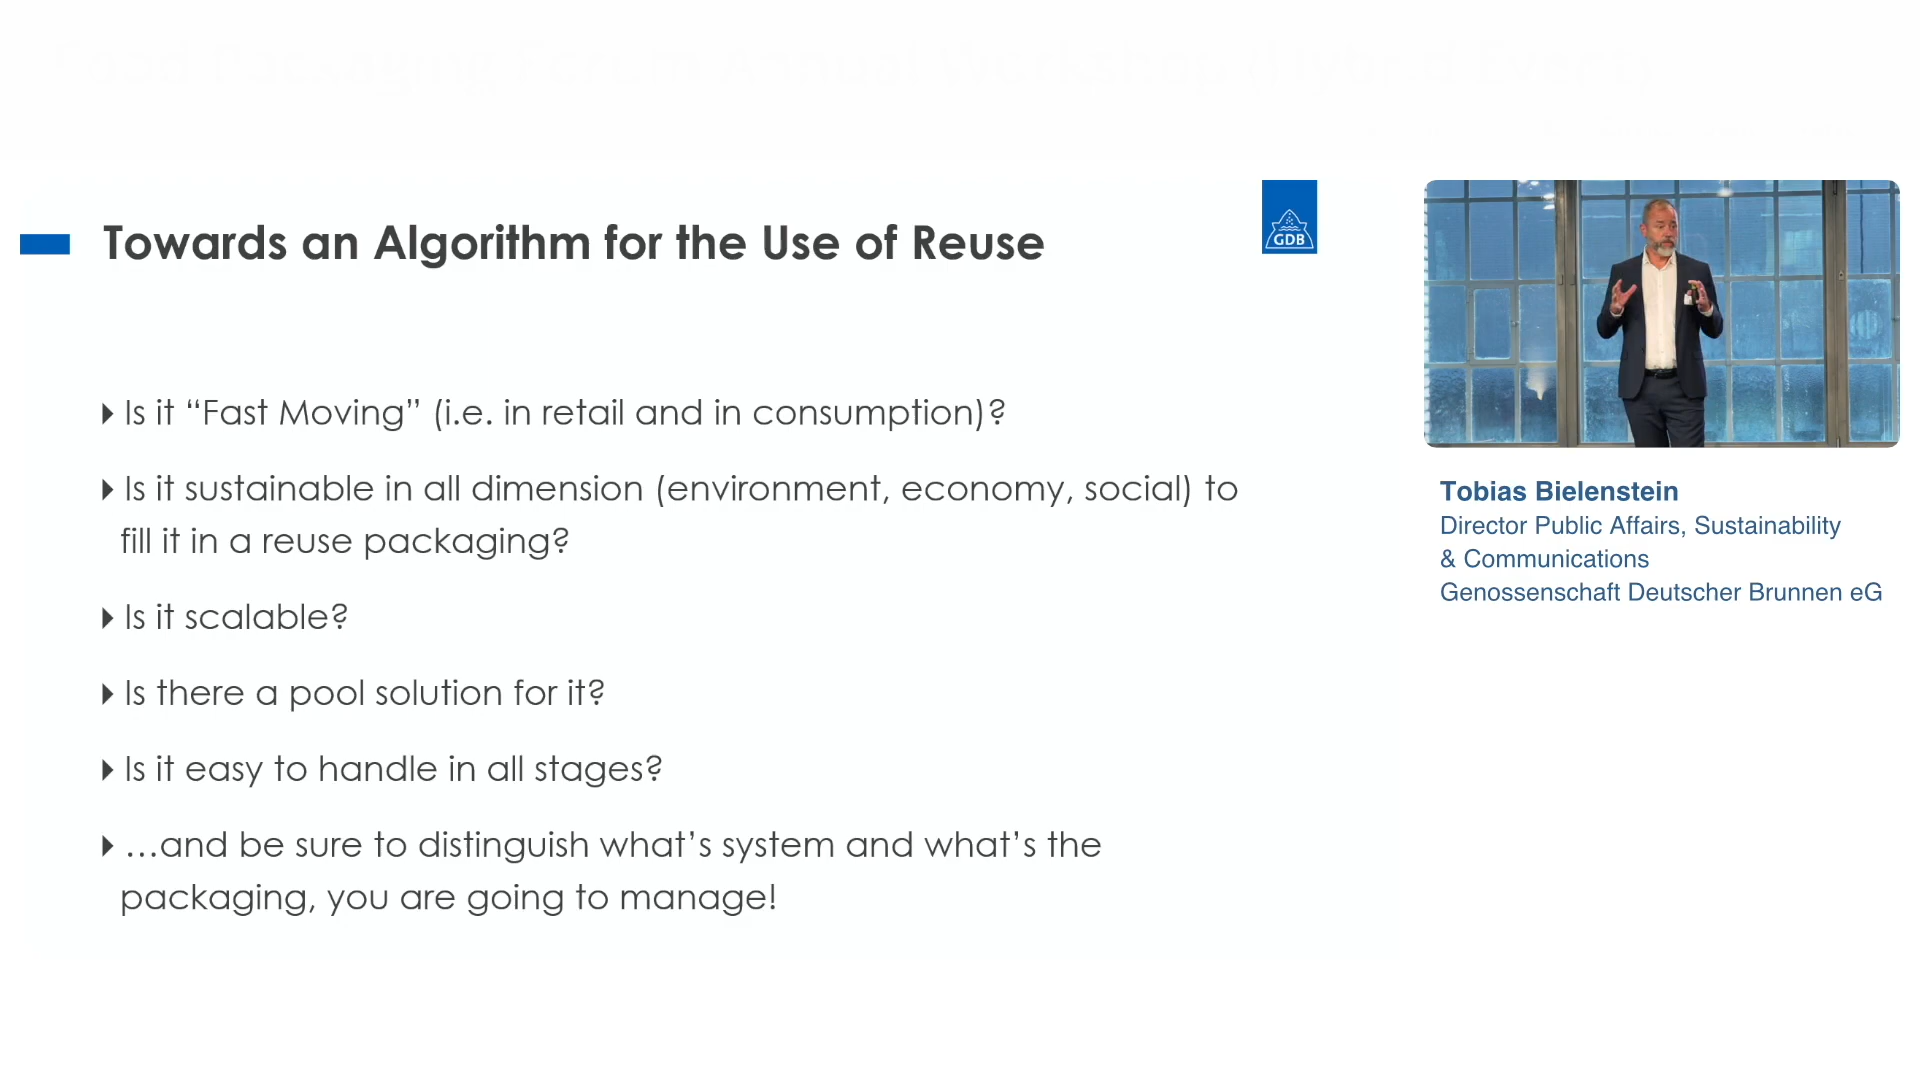 Towards an Algorithm for the Use of Reuse
GDB
Is it “Fast Moving” (i.e. in retail and in consumption)?
Is it sustainable in all dimension (environment, economy, social) to
fill it in a reuse packaging?
Is it scalable?
Is there a pool solution for it?
Is it easy to handle in all stages?
…and be sure to distinguish what’s system and what’s the
packaging, you are going to manage!
Tobias Bielenstein
Director Public Affairs, Sustainability
& Communications
Genossenschaft Deutscher Brunnen eG